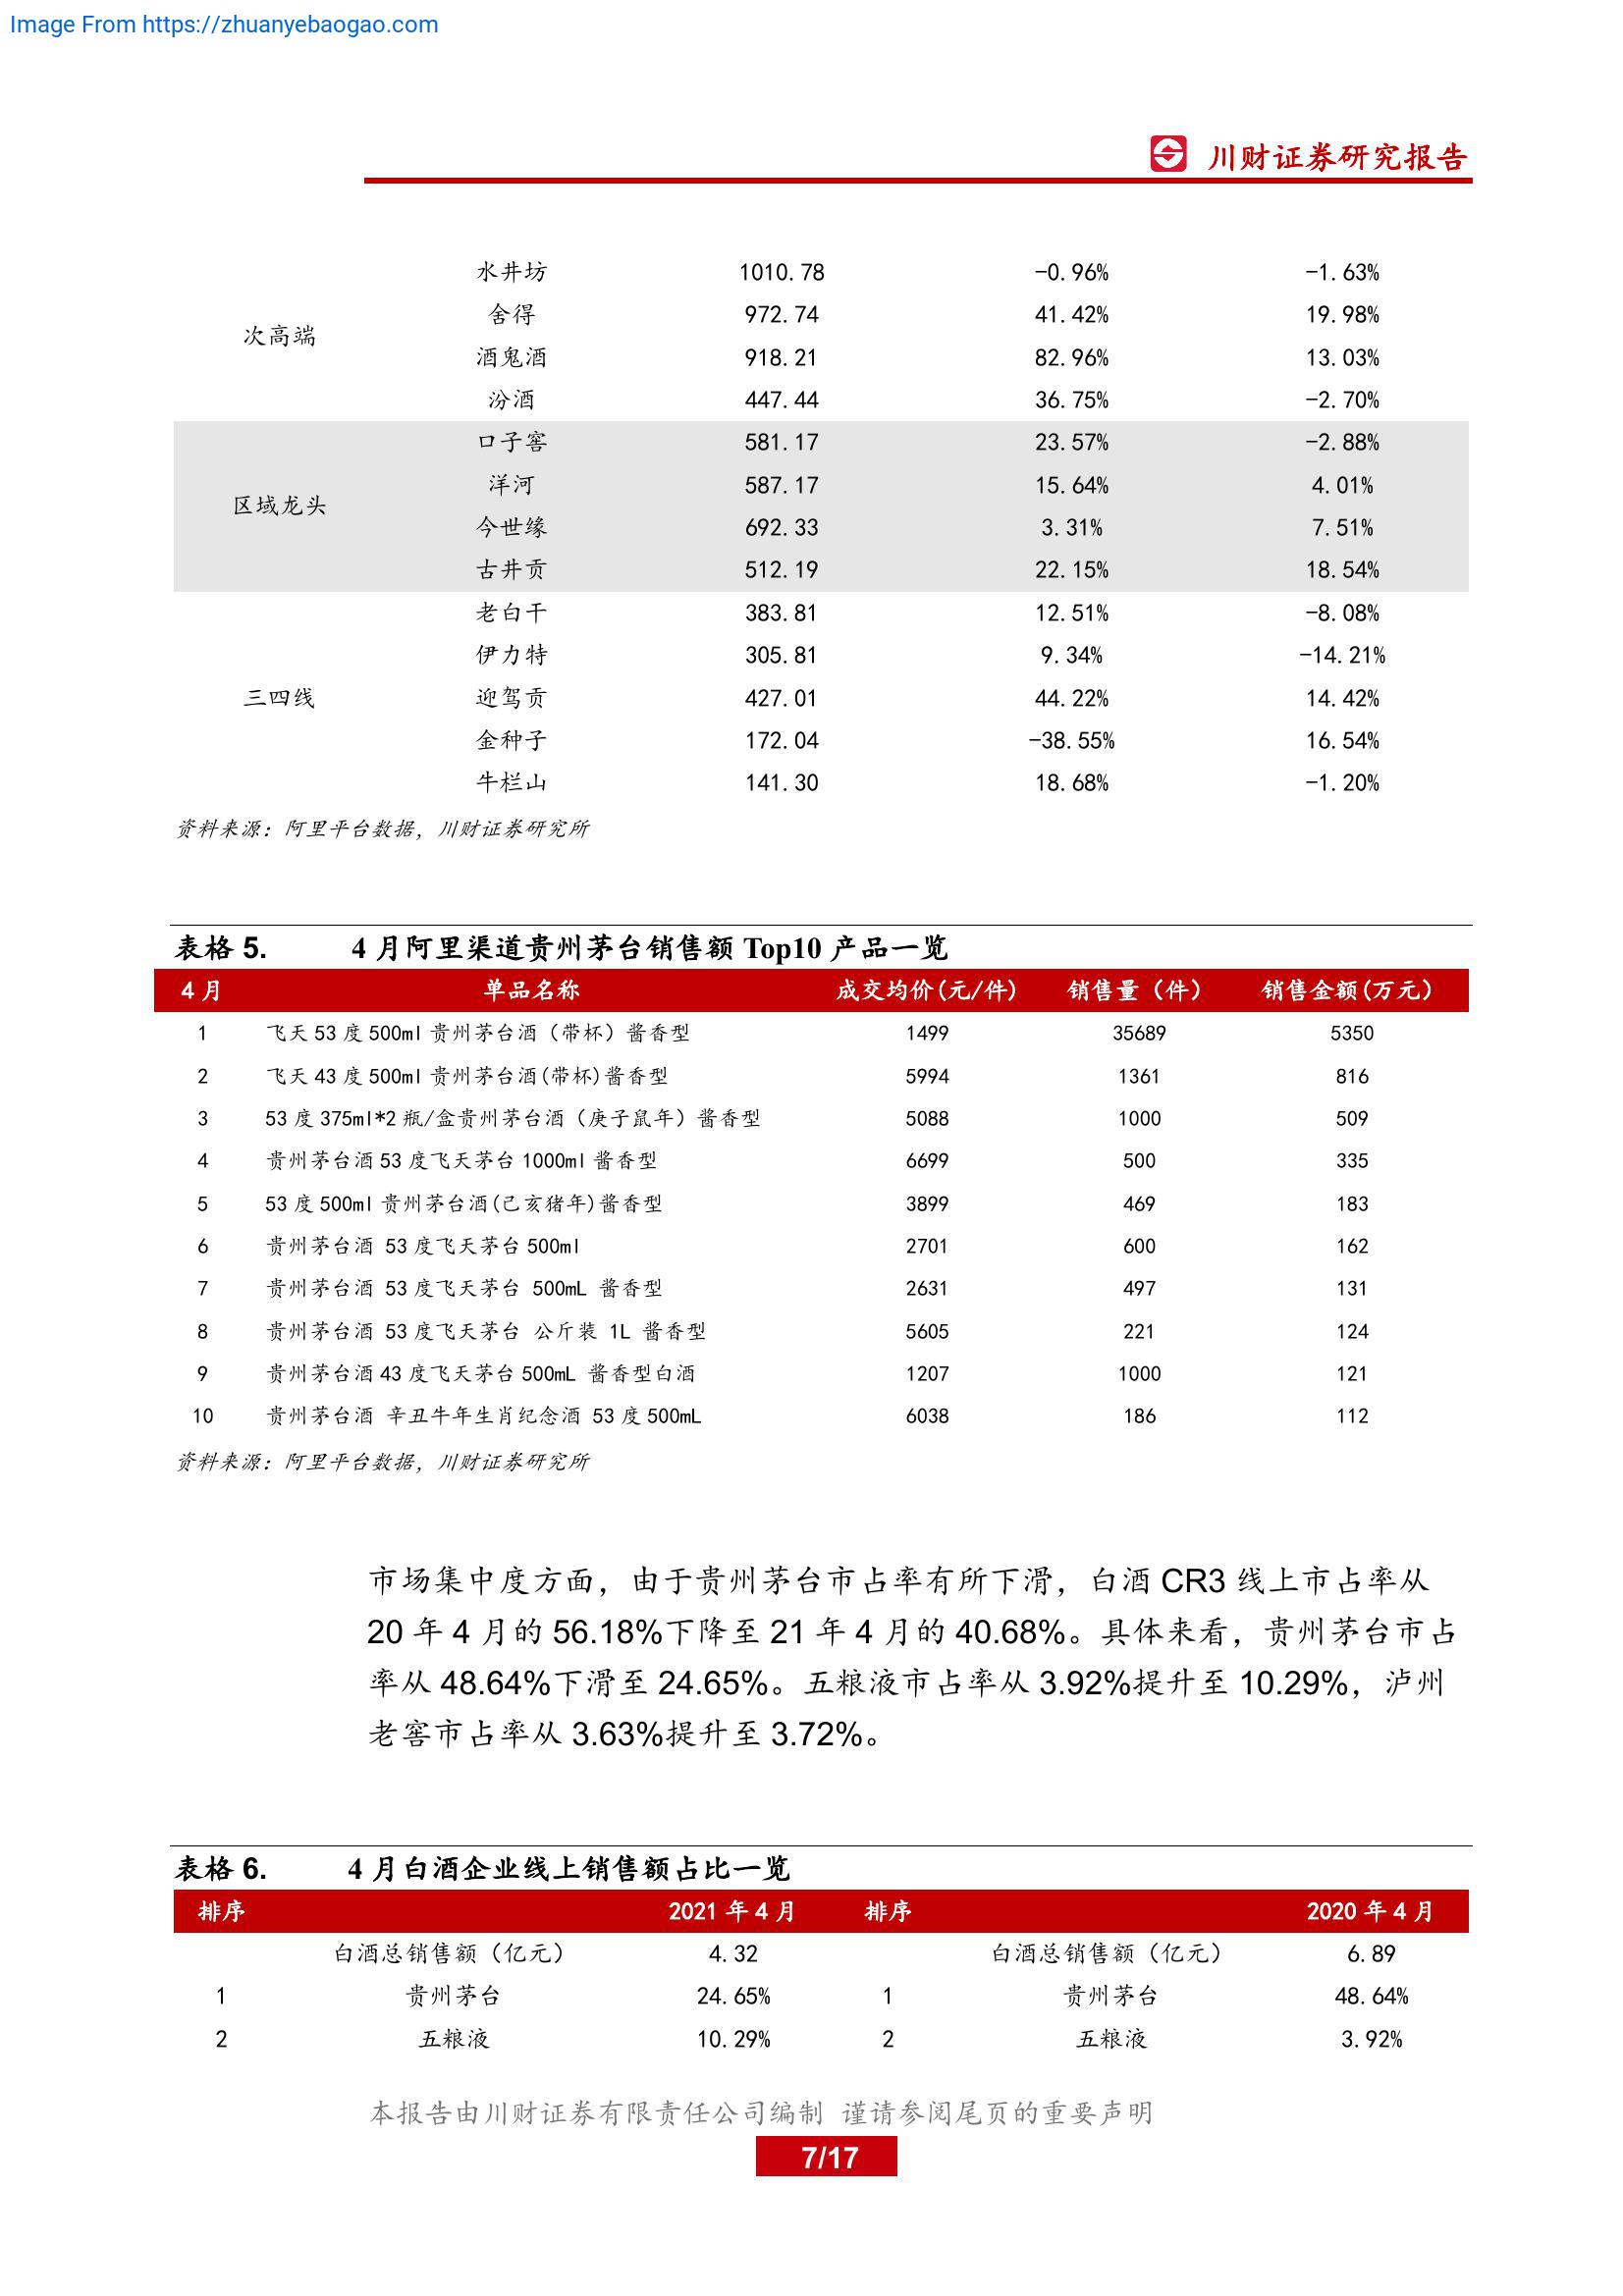 Image From https://zhuanyebaogao.com
川财证券研究报告
水井坊 1010.78 -0.96% -1.63%
次高端 舍得 972.74 41.42% 19.98%
酒鬼酒 918.21 82.96% 13.03%
汾酒 447.44 36.75% -2.70%
口子窖 581.17 23.57% -2.88%
区域龙头 洋河 587.17 15.64% 4.01%
今世缘 692.33 3.31% 7.51%
古井贡 512.19 22.15% 18.54%
老白干 383.81 12.51% -8.08%
伊力特 305.81 9.34% -14.21%
三四线 迎驾贡 427.01 44.22% 14.42%
金种子 172.04 -38.55% 16.54%
牛栏山 141.30 18.68% -1.20%
资料来源：阿里平台数据，川财证券研究所
表格 5. 4 月阿里渠道贵州茅台销售额 Top10 产品一览
4 月 单品名称 成交均价(元/件) 销售量（件） 销售金额(万元)
1 飞天 53 度 500ml 贵州茅台酒（带杯）酱香型 1499 35689 5350
2 飞天 43 度 500ml 贵州茅台酒(带杯)酱香型 5994 1361 816
3 53 度 375ml*2 瓶/盒贵州茅台酒（庚子鼠年）酱香型 5088 1000 509
4 贵州茅台酒 53 度飞天茅台 1000ml 酱香型 6699 500 335
5 53 度 500ml 贵州茅台酒(己亥猪年)酱香型 3899 469 183
6 贵州茅台酒 53 度飞天茅台 500ml 2701 600 162
7 贵州茅台酒 53 度飞天茅台 500mL 酱香型 2631 497 131
8 贵州茅台酒 53 度飞天茅台 公斤装 1L 酱香型 5605 221 124
9 贵州茅台酒 43 度飞天茅台 500mL 酱香型白酒 1207 1000 121
10 贵州茅台酒 辛丑牛年生肖纪念酒 53 度 500mL 6038 186 112
资料来源：阿里平台数据，川财证券研究所
市场集中度方面，由于贵州茅台市占率有所下滑，白酒 CR3 线上市占率从
20 年 4 月的 56.18%下降至 21 年 4 月的 40.68%。具体来看，贵州茅台市占
率从 48.64%下滑至 24.65%。五粮液市占率从 3.92%提升至 10.29%，泸州
老窖市占率从 3.63%提升至 3.72%。
表格 6. 4 月白酒企业线上销售额占比一览
排序 2021 年 4 月 排序 2020 年 4 月
白酒总销售额（亿元） 4.32 白酒总销售额（亿元） 6.89
1 贵州茅台 24.65% 1 贵州茅台 48.64%
2 五粮液 10.29% 2 五粮液 3.92%
本报告由川财证券有限责任公司编制 谨请参阅尾页的重要声明
7/17